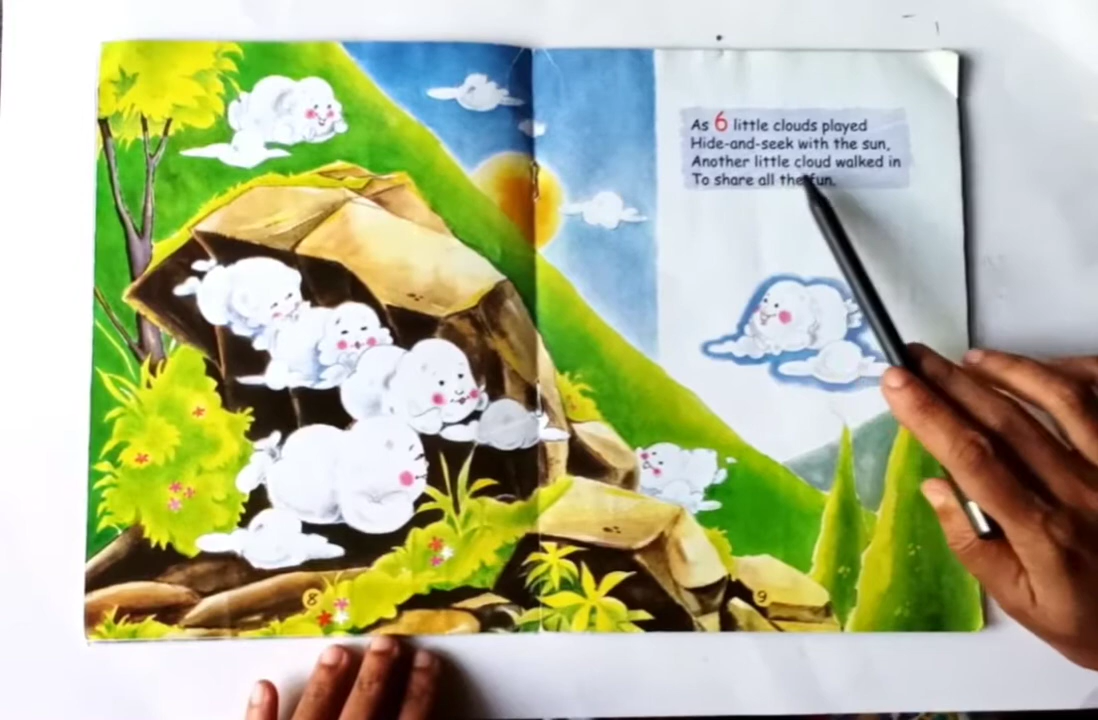 As 6 little clouds played
Hide-and-seek with the sun,
Another little cloud walked in
To share all the fun.
8
9